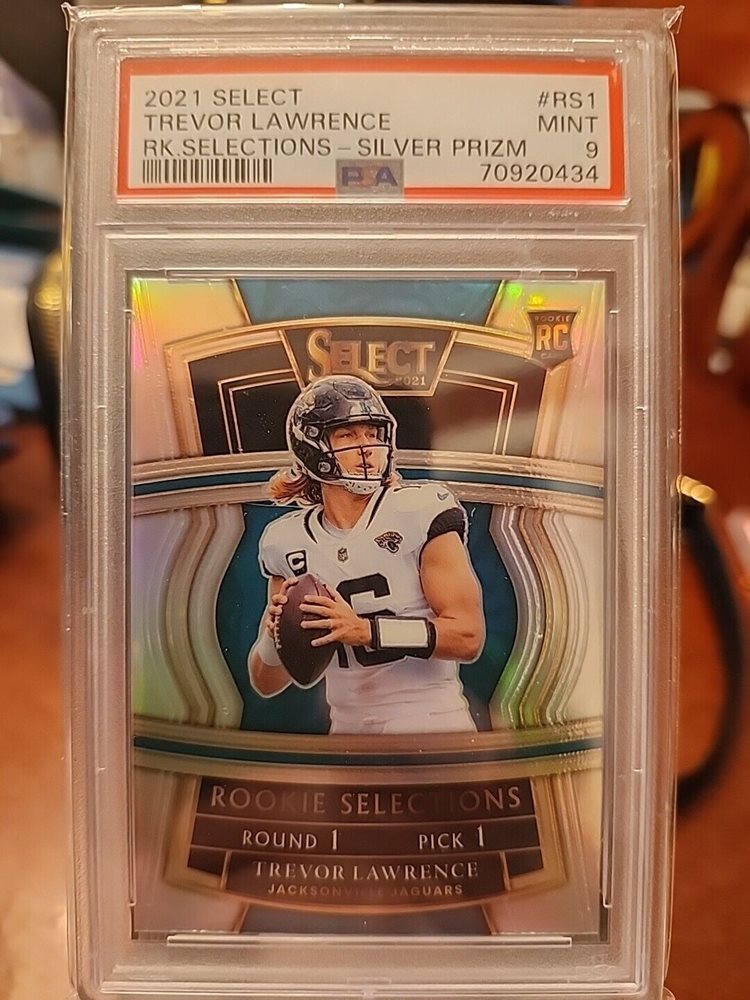 2021 SELECT #RS1
TREVOR LAWRENCE MINT
RK.SELECTIONS – SILVER PRIZM 9
PSA 70920434
SELECT
2021
ROOKIE
RC
C
16
ROOKIE SELECTIONS
ROUND 1 PICK 1
TREVOR LAWRENCE
JACKSONVILLE JAGUARS